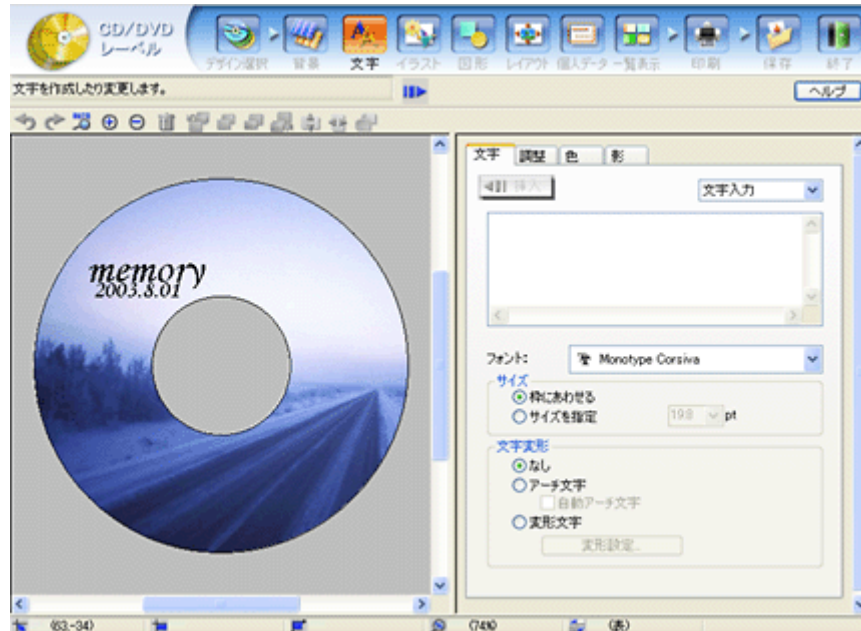 CD/DVD
レーベル
デザイン選択 背景 文字 イラスト 図形 レイアウト 個人データ 一覧表示 印刷 保存 終了
文字を作成したり変更します。
ヘルプ
文字 調整 色 影
挿入
文字入力
memory
2003.8.01
フォント: Monotype Corsiva
サイズ
枠にあわせる
サイズを指定 19.8 pt
文字変形
なし
アーチ文字
自動アーチ文字
変形文字
変形設定...
(63,-34) (74%) (表)